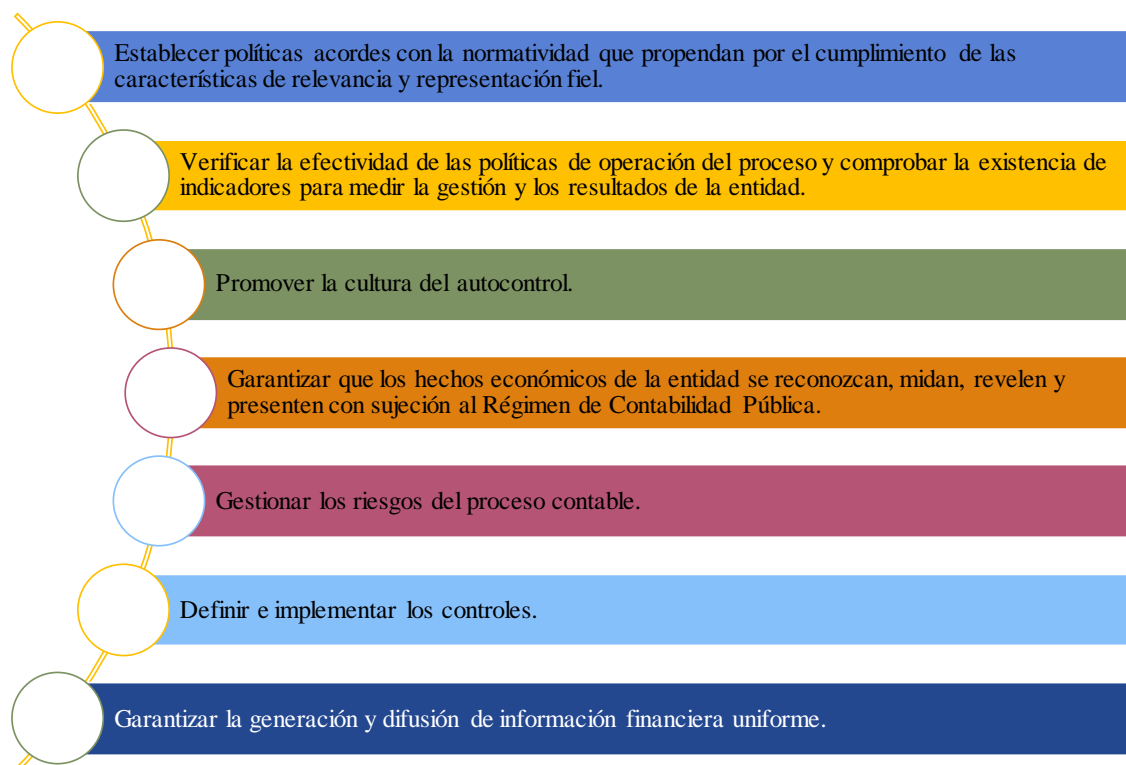 Establecer políticas acordes con la normatividad que propendan por el cumplimiento de las
características de relevancia y representación fiel.
Verificar la efectividad de las políticas de operación del proceso y comprobar la existencia de
indicadores para medir la gestión y los resultados de la entidad.
Promover la cultura del autocontrol.
Garantizar que los hechos económicos de la entidad se reconozcan, midan, revelen y
presenten con sujeción al Régimen de Contabilidad Pública.
Gestionar los riesgos del proceso contable.
Definir e implementar los controles.
Garantizar la generación y difusión de información financiera uniforme.